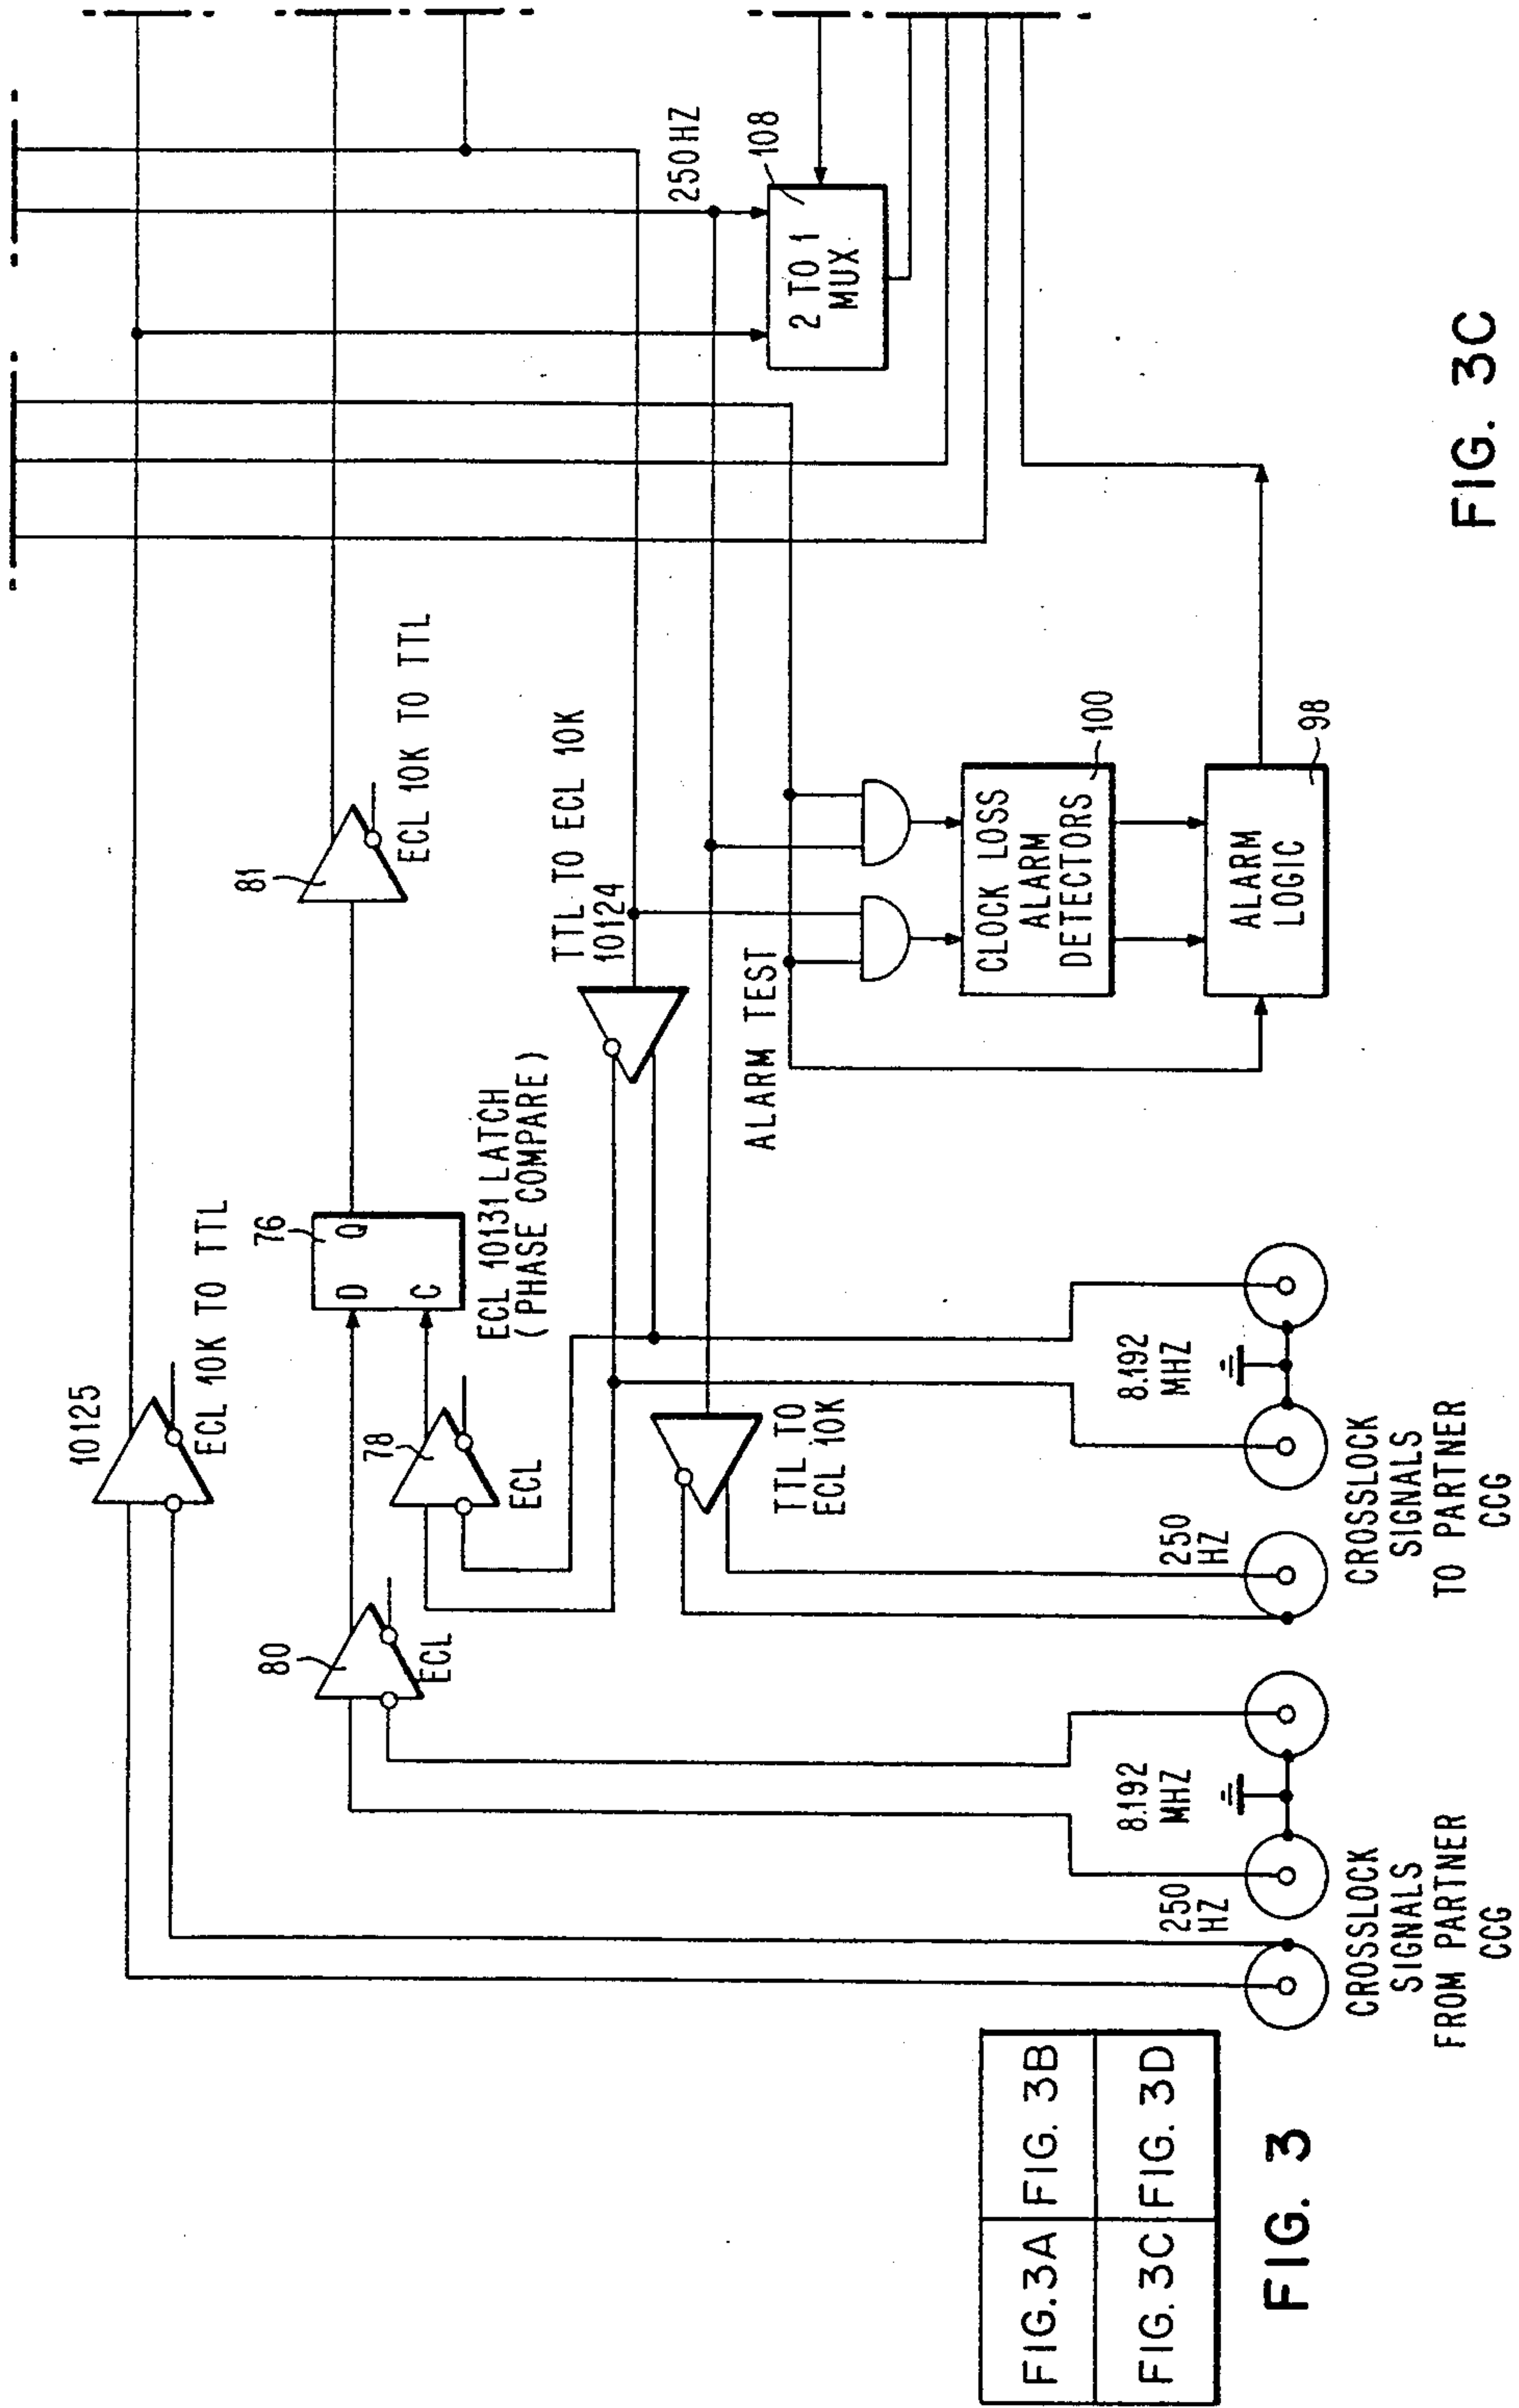 10125
ECL 10K TO TTL
81
ECL 10K TO TTL
80
ECL
78
ECL
76
D
Q
C
ECL 10131 LATCH
(PHASE COMPARE)
TTL TO ECL 10K
10124
TTL TO
ECL 10K
250HZ
108
2 TO 1
MUX
ALARM TEST
CLOCK LOSS
ALARM
DETECTORS
100
ALARM
LOGIC
98
250
HZ
8.192
MHZ
CROSSLOCK
SIGNALS
FROM PARTNER
CCG
250
HZ
8.192
MHZ
CROSSLOCK
SIGNALS
TO PARTNER
CCG
FIG.3A FIG. 3B
FIG. 3C FIG. 3D
FIG. 3
FIG. 3C